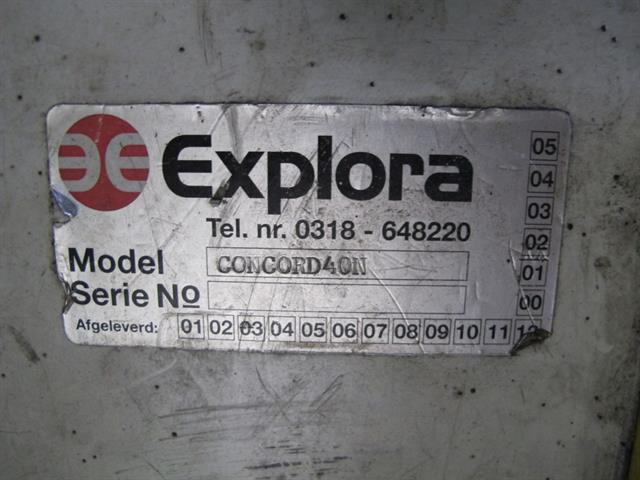 Explora
Tel. nr. 0318 - 648220
Model CONCORD40N
Serie No
Afgeleverd: 01 02 03 04 05 06 07 08 09 10 11 12
05
04
03
02
01
00